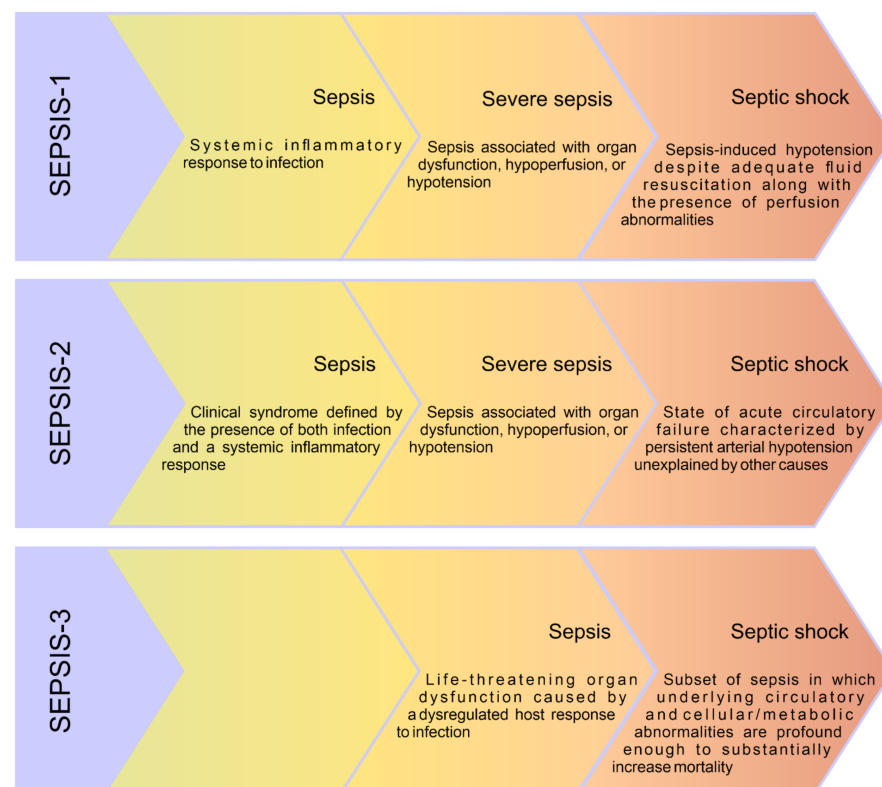 SEPSIS-1
Sepsis
Systemic inflammatory
response to infection
Severe sepsis
Sepsis associated with organ
dysfunction, hypoperfusion, or
hypotension
Septic shock
Sepsis-induced hypotension
despite adequate fluid
resuscitation along with
the presence of perfusion
abnormalities
SEPSIS-2
Sepsis
Clinical syndrome defined by
the presence of both infection
and a systemic inflammatory
response
Severe sepsis
Sepsis associated with organ
dysfunction, hypoperfusion, or
hypotension
Septic shock
State of acute circulatory
failure characterized by
persistent arterial hypotension
unexplained by other causes
SEPSIS-3
Sepsis
Life-threatening organ
dysfunction caused by
a dysregulated host response
to infection
Septic shock
Subset of sepsis in which
underlying circulatory
and cellular/metabolic
abnormalities are profound
enough to substantially
increase mortality